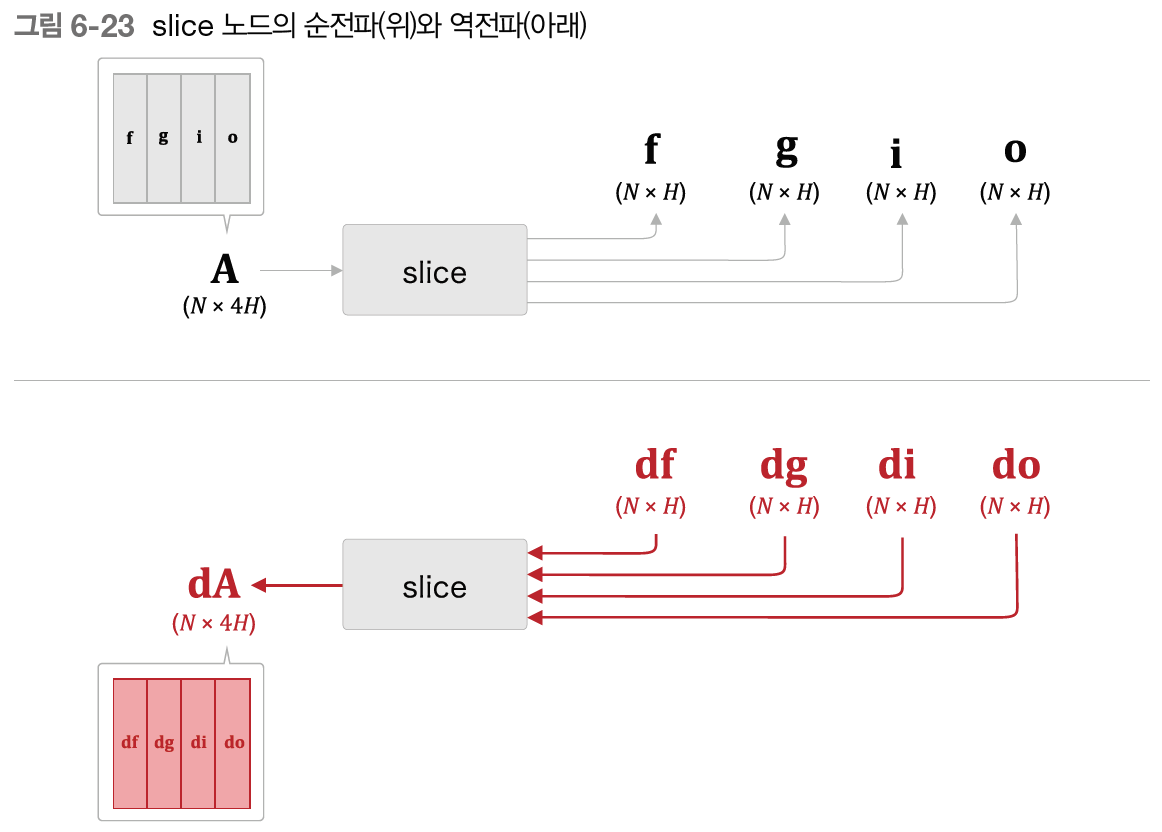 그림 6-23 slice 노드의 순전파(위)와 역전파(아래)
f g i o
f g i o
(N × H) (N × H) (N × H) (N × H)
A
slice
(N × 4H)
df dg di do
(N × H) (N × H) (N × H) (N × H)
dA
slice
(N × 4H)
df dg di do